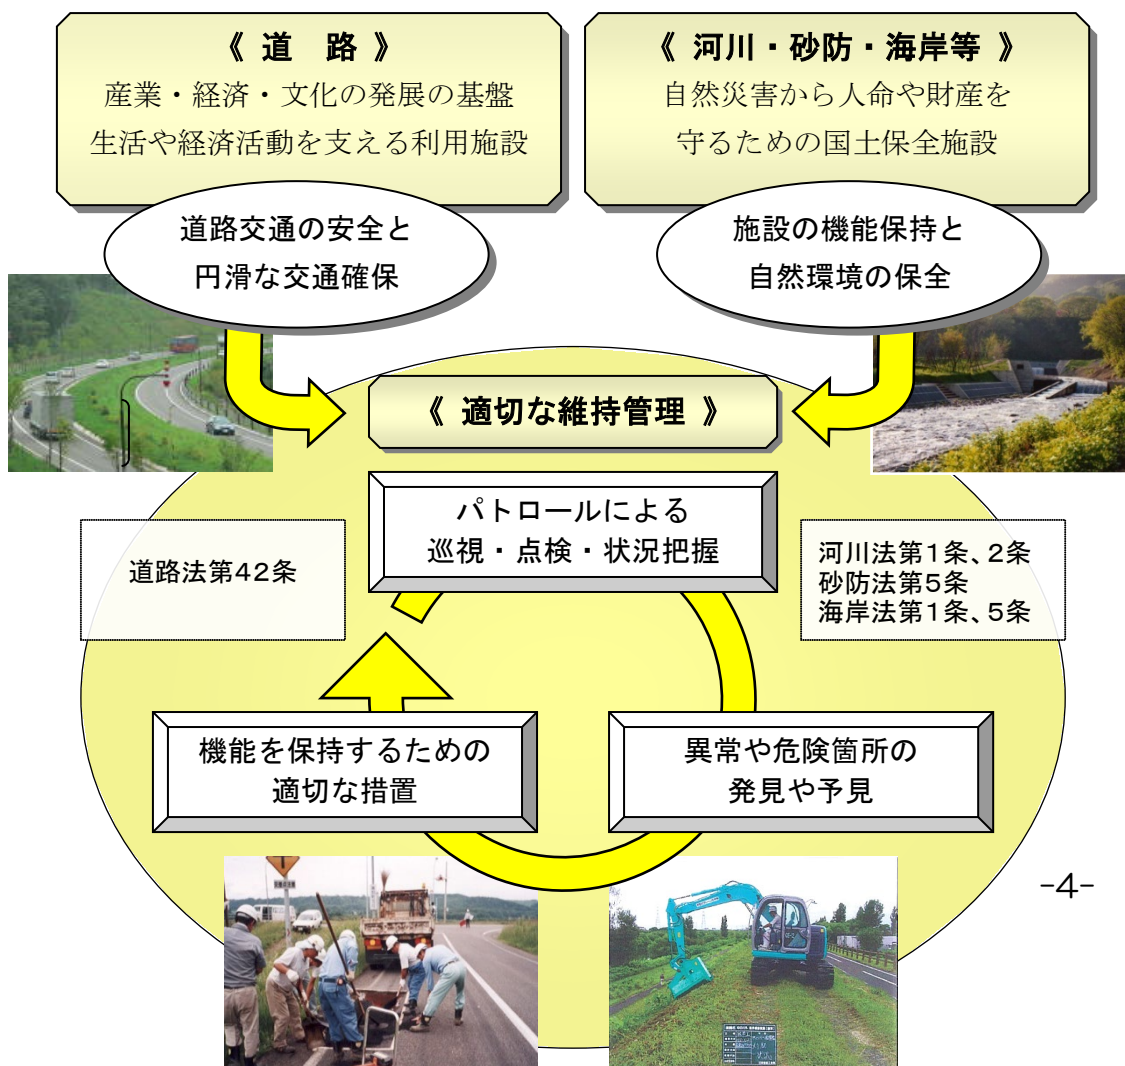 《 道　路 》
産業・経済・文化の発展の基盤
生活や経済活動を支える利用施設
《 河川・砂防・海岸等 》
自然災害から人命や財産を
守るための国土保全施設
道路交通の安全と
円滑な交通確保
施設の機能保持と
自然環境の保全
《 適切な維持管理 》
パトロールによる
巡視・点検・状況把握
道路法第42条
河川法第1条、2条
砂防法第5条
海岸法第1条、5条
機能を保持するための
適切な措置
異常や危険箇所の
発見や予見
-4-